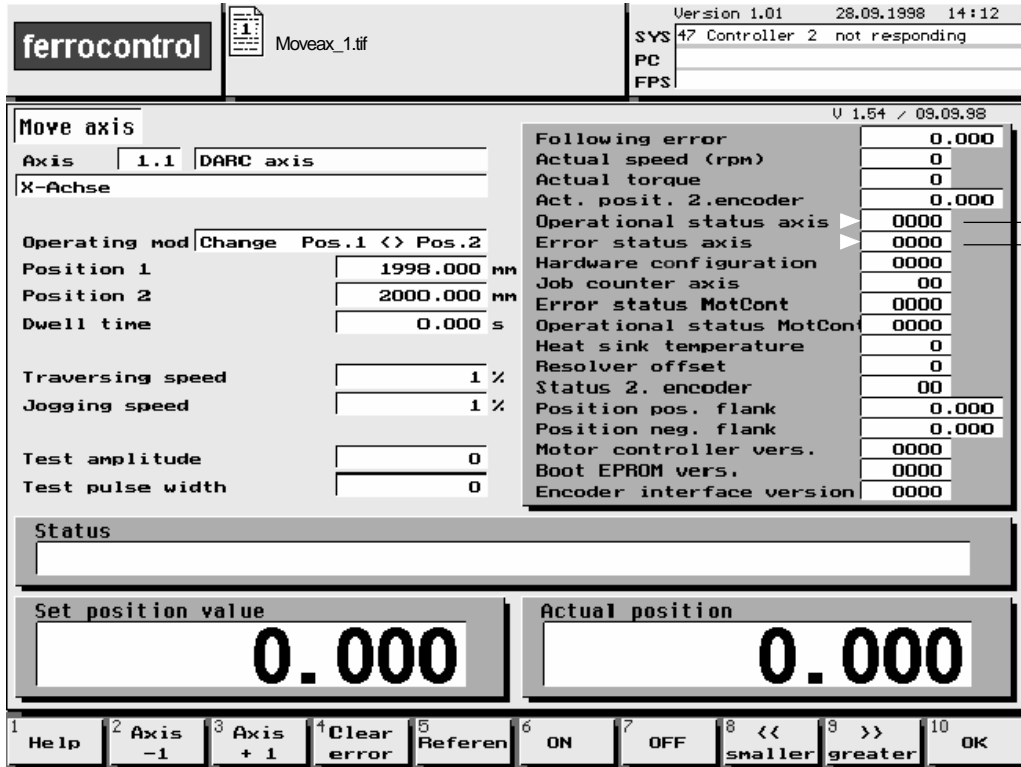 ferrocontrol
1
Moveax_1.tif
Version 1.01 28.09.1998 14:12
SYS 47 Controller 2 not responding
PC
FPS
V 1.54 / 09.09.98
Move axis
Axis 1.1 DARC axis
X-Achse
Operating mod Change Pos.1 <> Pos.2
Position 1 1998.000 mm
Position 2 2000.000 mm
Dwell time 0.000 s
Traversing speed 1 %
Jogging speed 1 %
Test amplitude 0
Test pulse width 0
Following error 0.000
Actual speed (rpm) 0
Actual torque 0
Act. posit. 2.encoder 0.000
Operational status axis 0000
Error status axis 0000
Hardware configuration 0000
Job counter axis 00
Error status MotCont 0000
Operational status MotCont 0000
Heat sink temperature 0
Resolver offset 0
Status 2. encoder 00
Position pos. flank 0.000
Position neg. flank 0.000
Motor controller vers. 0000
Boot EPROM vers. 0000
Encoder interface version 0000
Status
Set position value
0.000
Actual position
0.000
1 Help
2 Axis -1
3 Axis + 1
4 Clear error
5 Referen
6 ON
7 OFF
8 << smaller
9 >> greater
10 OK